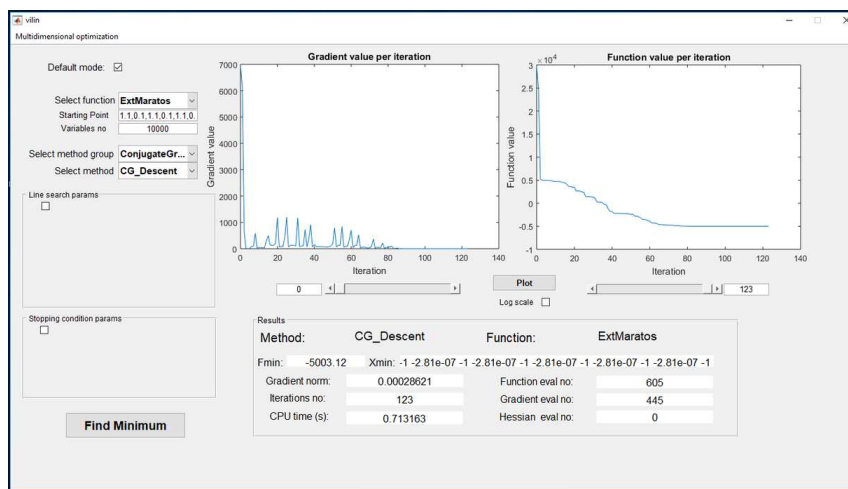 vilin
Multidimensional optimization
Default mode:
Select function ExtMaratos
Starting Point 1.1,0.1,1.1,0.1,1.1,0.
Variables no 10000
Select method group ConjugateGr...
Select method CG_Descent
Line search params
Stopping condition params
Find Minimum
Gradient value per iteration
Gradient value
7000
6000
5000
4000
3000
2000
1000
0
0 20 40 60 80 100 120 140
Iteration
0
Function value per iteration
× 10^4
Function value
3
2.5
2
1.5
1
0.5
0
-0.5
-1
0 20 40 60 80 100 120 140
Iteration
123
Plot
Log scale
Results
Method: CG_Descent Function: ExtMaratos
Fmin: -5003.12 Xmin: -1 -2.81e-07 -1 -2.81e-07 -1 -2.81e-07 -1 -2.81e-07 -1 -2.81e-07 -1
Gradient norm: 0.00028621 Function eval no: 605
Iterations no: 123 Gradient eval no: 445
CPU time (s): 0.713163 Hessian eval no: 0